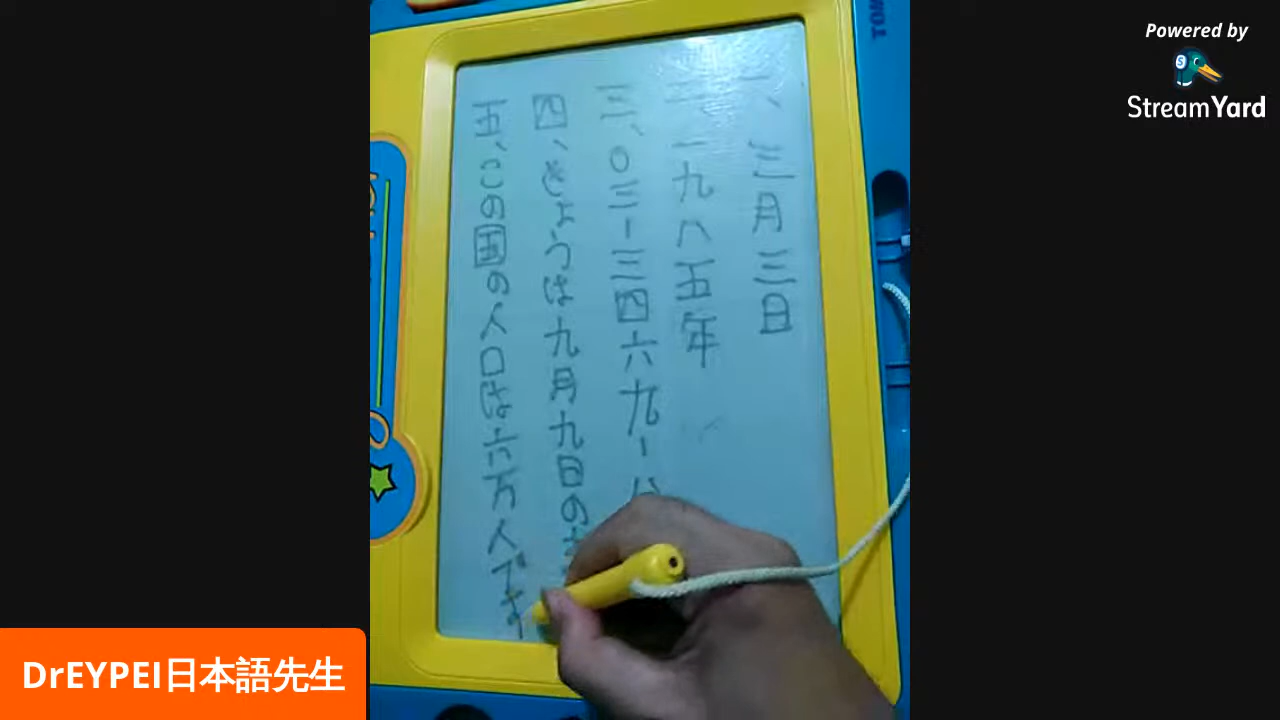 一、三月三日
二 一九八五年
三、〇三ー三四六九ー八
四、きょうは九月九日の
五、この国の人口は六万人です
TOM
Powered by
StreamYard
DrEYPEI日本語先生